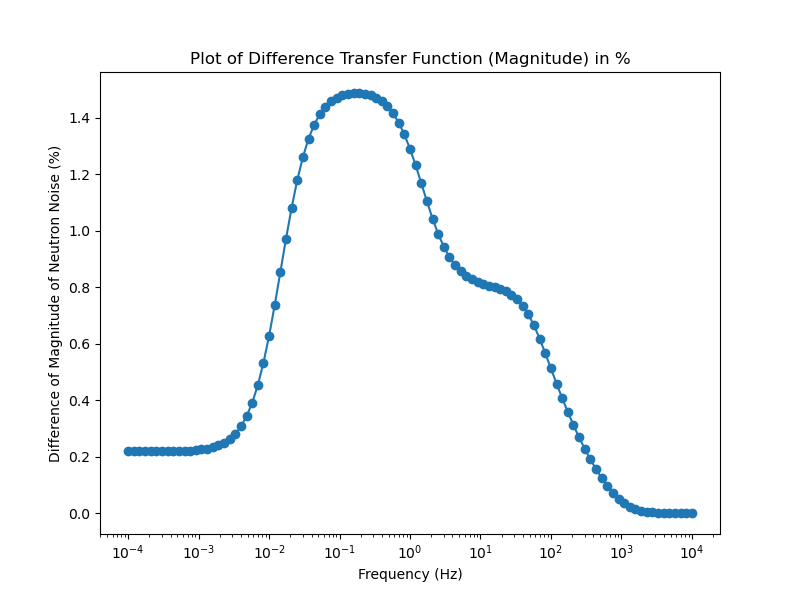 Plot of Difference Transfer Function (Magnitude) in %
Difference of Magnitude of Neutron Noise (%)
1.4
1.2
1.0
0.8
0.6
0.4
0.2
0.0
10⁻⁴ 10⁻³ 10⁻² 10⁻¹ 10⁰ 10¹ 10² 10³ 10⁴
Frequency (Hz)